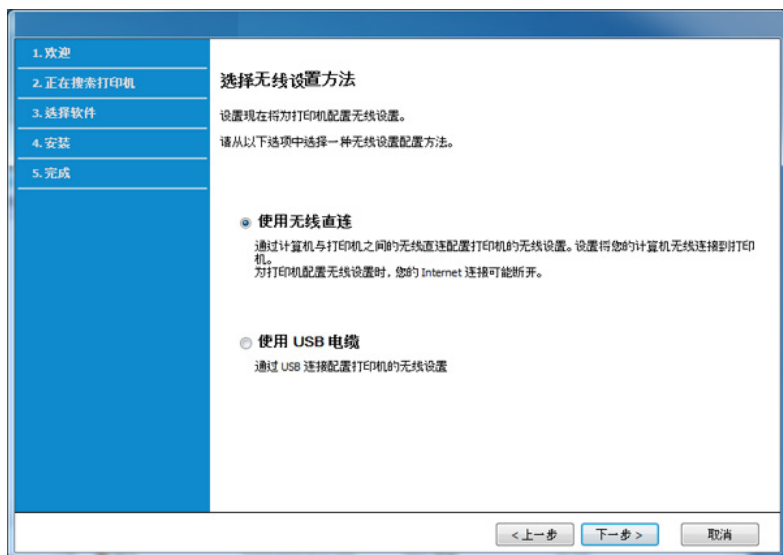 1.欢迎
2.正在搜索打印机
3.选择软件
4.安装
5.完成
选择无线设置方法
设置现在将为打印机配置无线设置。
请从以下选项中选择一种无线设置配置方法。
使用无线直连
通过计算机与打印机之间的无线直连配置打印机的无线设置。设置将您的计算机无线连接到打印
机。
为打印机配置无线设置时，您的 Internet 连接可能断开。
使用 USB 电缆
通过 USB 连接配置打印机的无线设置
<上一步
下一步>
取消